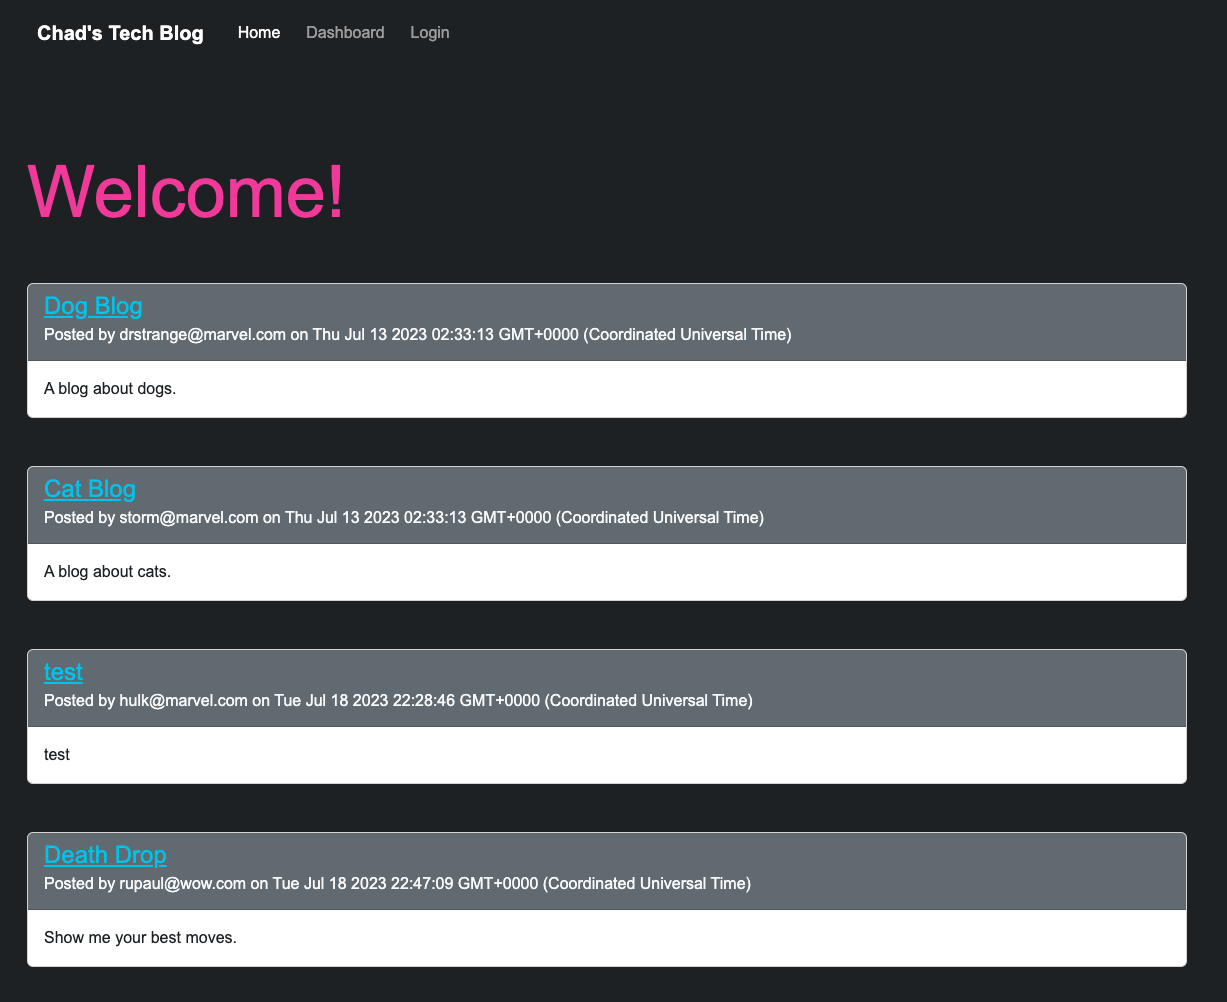 Chad's Tech Blog Home Dashboard Login
Welcome!
Dog Blog
Posted by drstrange@marvel.com on Thu Jul 13 2023 02:33:13 GMT+0000 (Coordinated Universal Time)
A blog about dogs.
Cat Blog
Posted by storm@marvel.com on Thu Jul 13 2023 02:33:13 GMT+0000 (Coordinated Universal Time)
A blog about cats.
test
Posted by hulk@marvel.com on Tue Jul 18 2023 22:28:46 GMT+0000 (Coordinated Universal Time)
test
Death Drop
Posted by rupaul@wow.com on Tue Jul 18 2023 22:47:09 GMT+0000 (Coordinated Universal Time)
Show me your best moves.